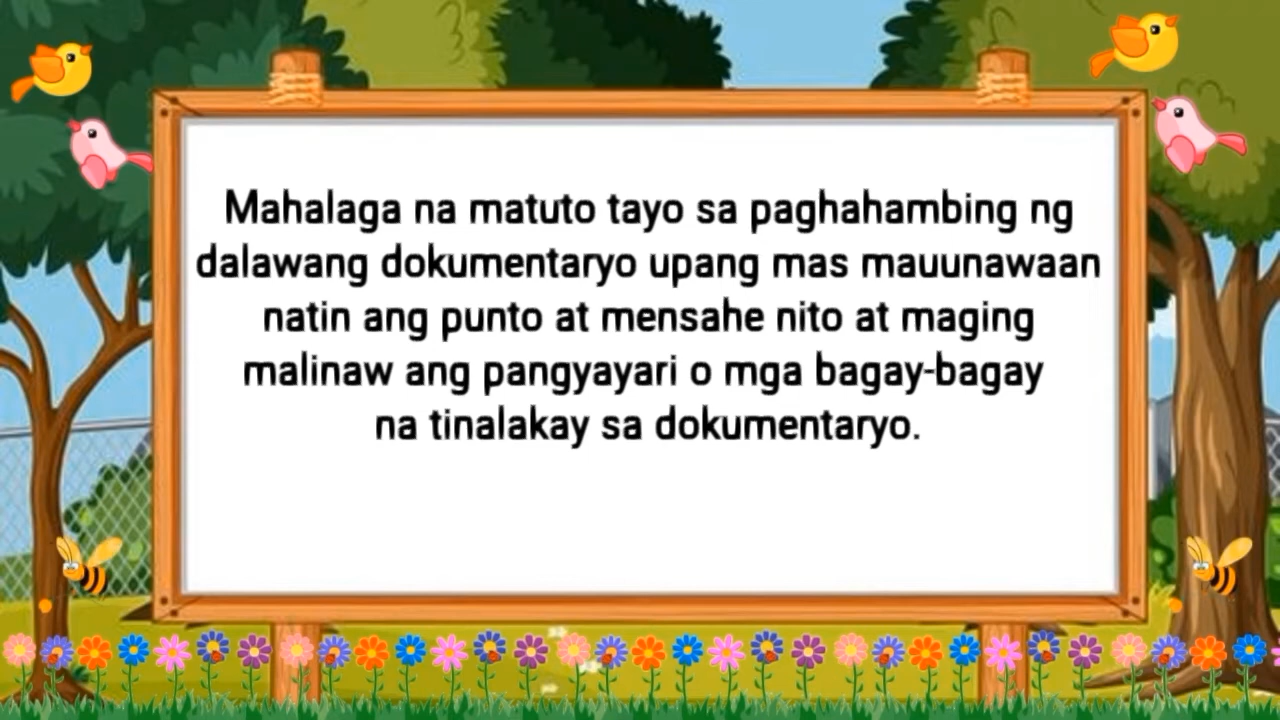 Mahalaga na matuto tayo sa paghahambing ng
dalawang dokumentaryo upang mas mauunawaan
natin ang punto at mensahe nito at maging
malinaw ang pangyayari o mga bagay-bagay
na tinalakay sa dokumentaryo.